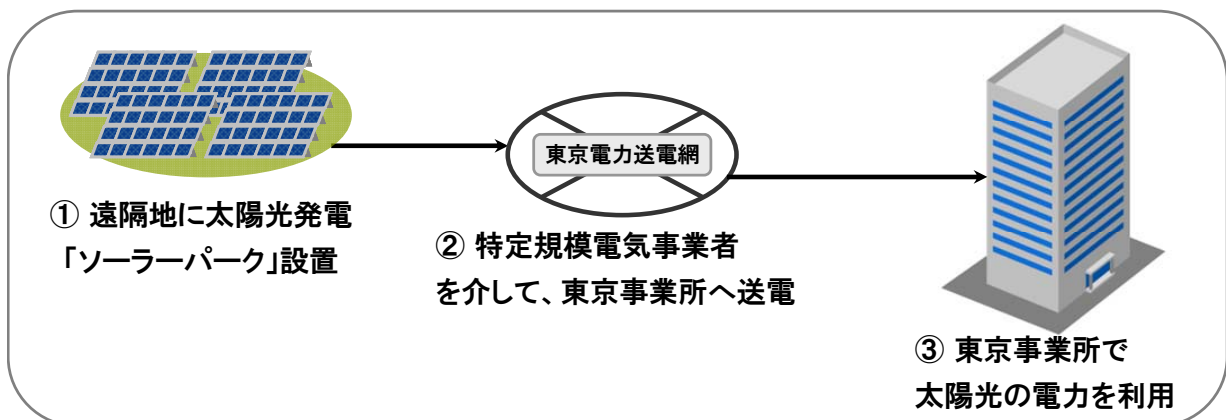 ① 遠隔地に太陽光発電
「ソーラーパーク」設置
東京電力送電網
② 特定規模電気事業者
を介して、東京事業所へ送電
③ 東京事業所で
太陽光の電力を利用